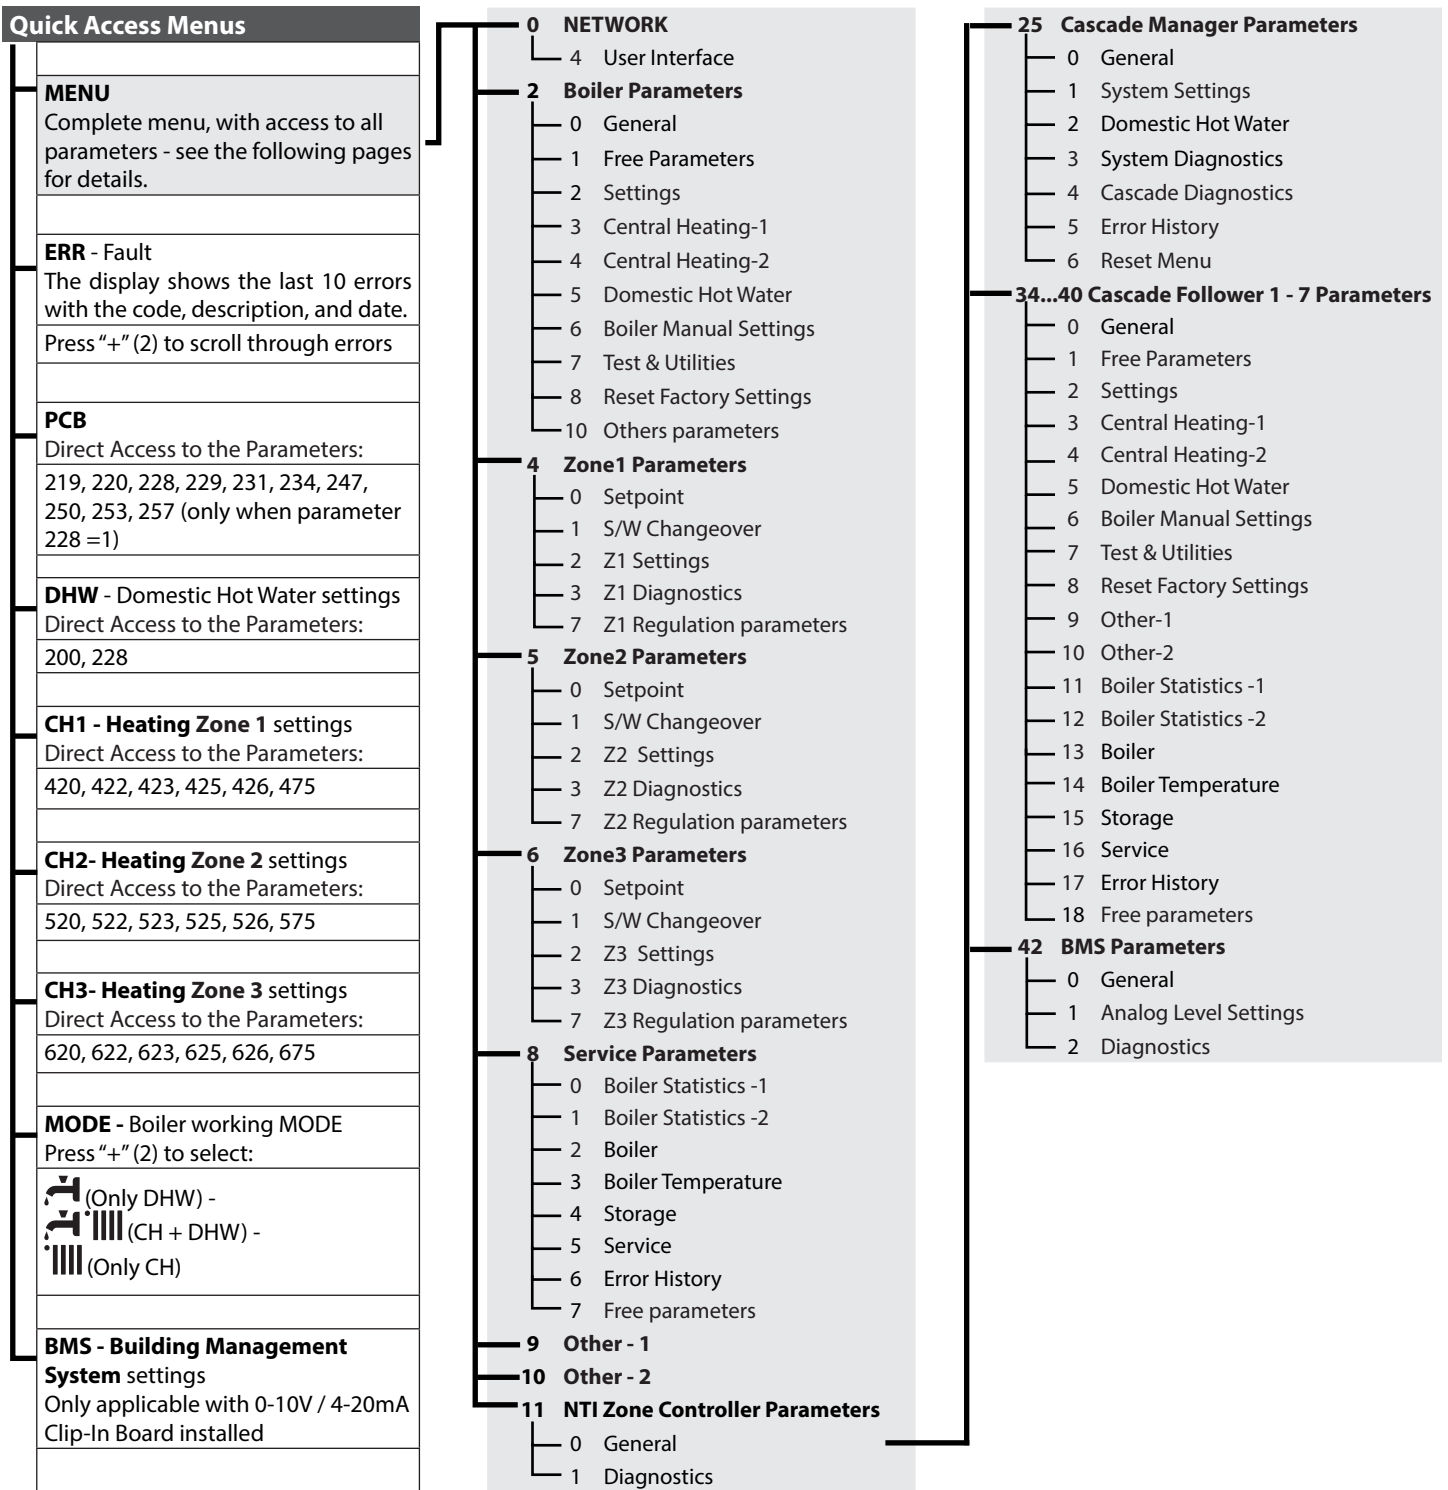 Quick Access Menus
MENU
Complete menu, with access to all
parameters - see the following pages
for details.
ERR - Fault
The display shows the last 10 errors
with the code, description, and date.
Press "+" (2) to scroll through errors
PCB
Direct Access to the Parameters:
219, 220, 228, 229, 231, 234, 247,
250, 253, 257 (only when parameter
228 =1)
DHW - Domestic Hot Water settings
Direct Access to the Parameters:
200, 228
CH1 - Heating Zone 1 settings
Direct Access to the Parameters:
420, 422, 423, 425, 426, 475
CH2- Heating Zone 2 settings
Direct Access to the Parameters:
520, 522, 523, 525, 526, 575
CH3- Heating Zone 3 settings
Direct Access to the Parameters:
620, 622, 623, 625, 626, 675
MODE - Boiler working MODE
Press "+" (2) to select:
(Only DHW) -
(CH + DHW) -
(Only CH)
BMS - Building Management
System settings
Only applicable with 0-10V / 4-20mA
Clip-In Board installed
0 NETWORK
4 User Interface
2 Boiler Parameters
0 General
1 Free Parameters
2 Settings
3 Central Heating-1
4 Central Heating-2
5 Domestic Hot Water
6 Boiler Manual Settings
7 Test & Utilities
8 Reset Factory Settings
10 Others parameters
4 Zone1 Parameters
0 Setpoint
1 S/W Changeover
2 Z1 Settings
3 Z1 Diagnostics
7 Z1 Regulation parameters
5 Zone2 Parameters
0 Setpoint
1 S/W Changeover
2 Z2 Settings
3 Z2 Diagnostics
7 Z2 Regulation parameters
6 Zone3 Parameters
0 Setpoint
1 S/W Changeover
2 Z3 Settings
3 Z3 Diagnostics
7 Z3 Regulation parameters
8 Service Parameters
0 Boiler Statistics -1
1 Boiler Statistics -2
2 Boiler
3 Boiler Temperature
4 Storage
5 Service
6 Error History
7 Free parameters
9 Other - 1
10 Other - 2
11 NTI Zone Controller Parameters
0 General
1 Diagnostics
25 Cascade Manager Parameters
0 General
1 System Settings
2 Domestic Hot Water
3 System Diagnostics
4 Cascade Diagnostics
5 Error History
6 Reset Menu
34...40 Cascade Follower 1 - 7 Parameters
0 General
1 Free Parameters
2 Settings
3 Central Heating-1
4 Central Heating-2
5 Domestic Hot Water
6 Boiler Manual Settings
7 Test & Utilities
8 Reset Factory Settings
9 Other-1
10 Other-2
11 Boiler Statistics -1
12 Boiler Statistics -2
13 Boiler
14 Boiler Temperature
15 Storage
16 Service
17 Error History
18 Free parameters
42 BMS Parameters
0 General
1 Analog Level Settings
2 Diagnostics